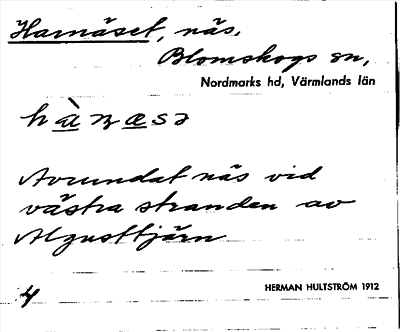 Harnäset, näs.
Blomskogs sn,
Nordmarks hd, Värmlands län
hànæsə
Avrundat näs vid
västra stranden av
Algusttjärn
4
HERMAN HULTSTRÖM 1912